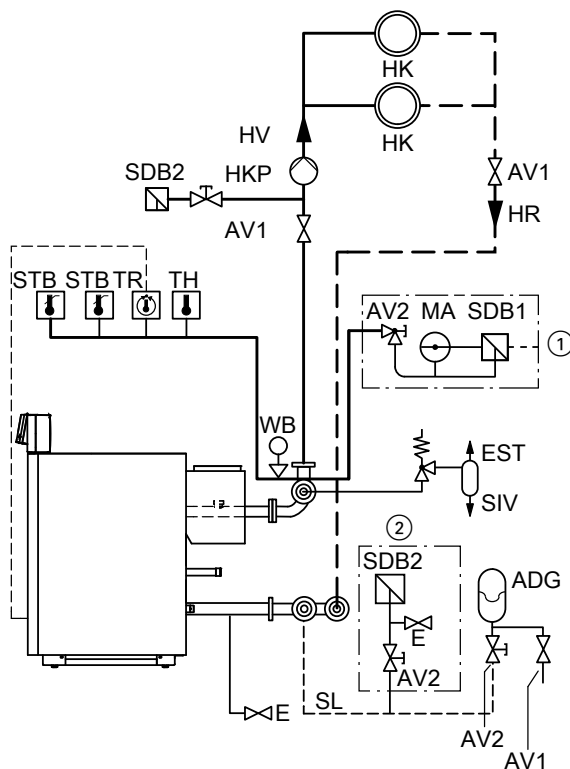 HK
HK
HV
HKP
SDB2
AV1
AV1
HR
STB STB TR TH
AV2 MA SDB1
1
WB
EST
SIV
2
SDB2
ADG
E
AV2
SL
E
AV2
AV1